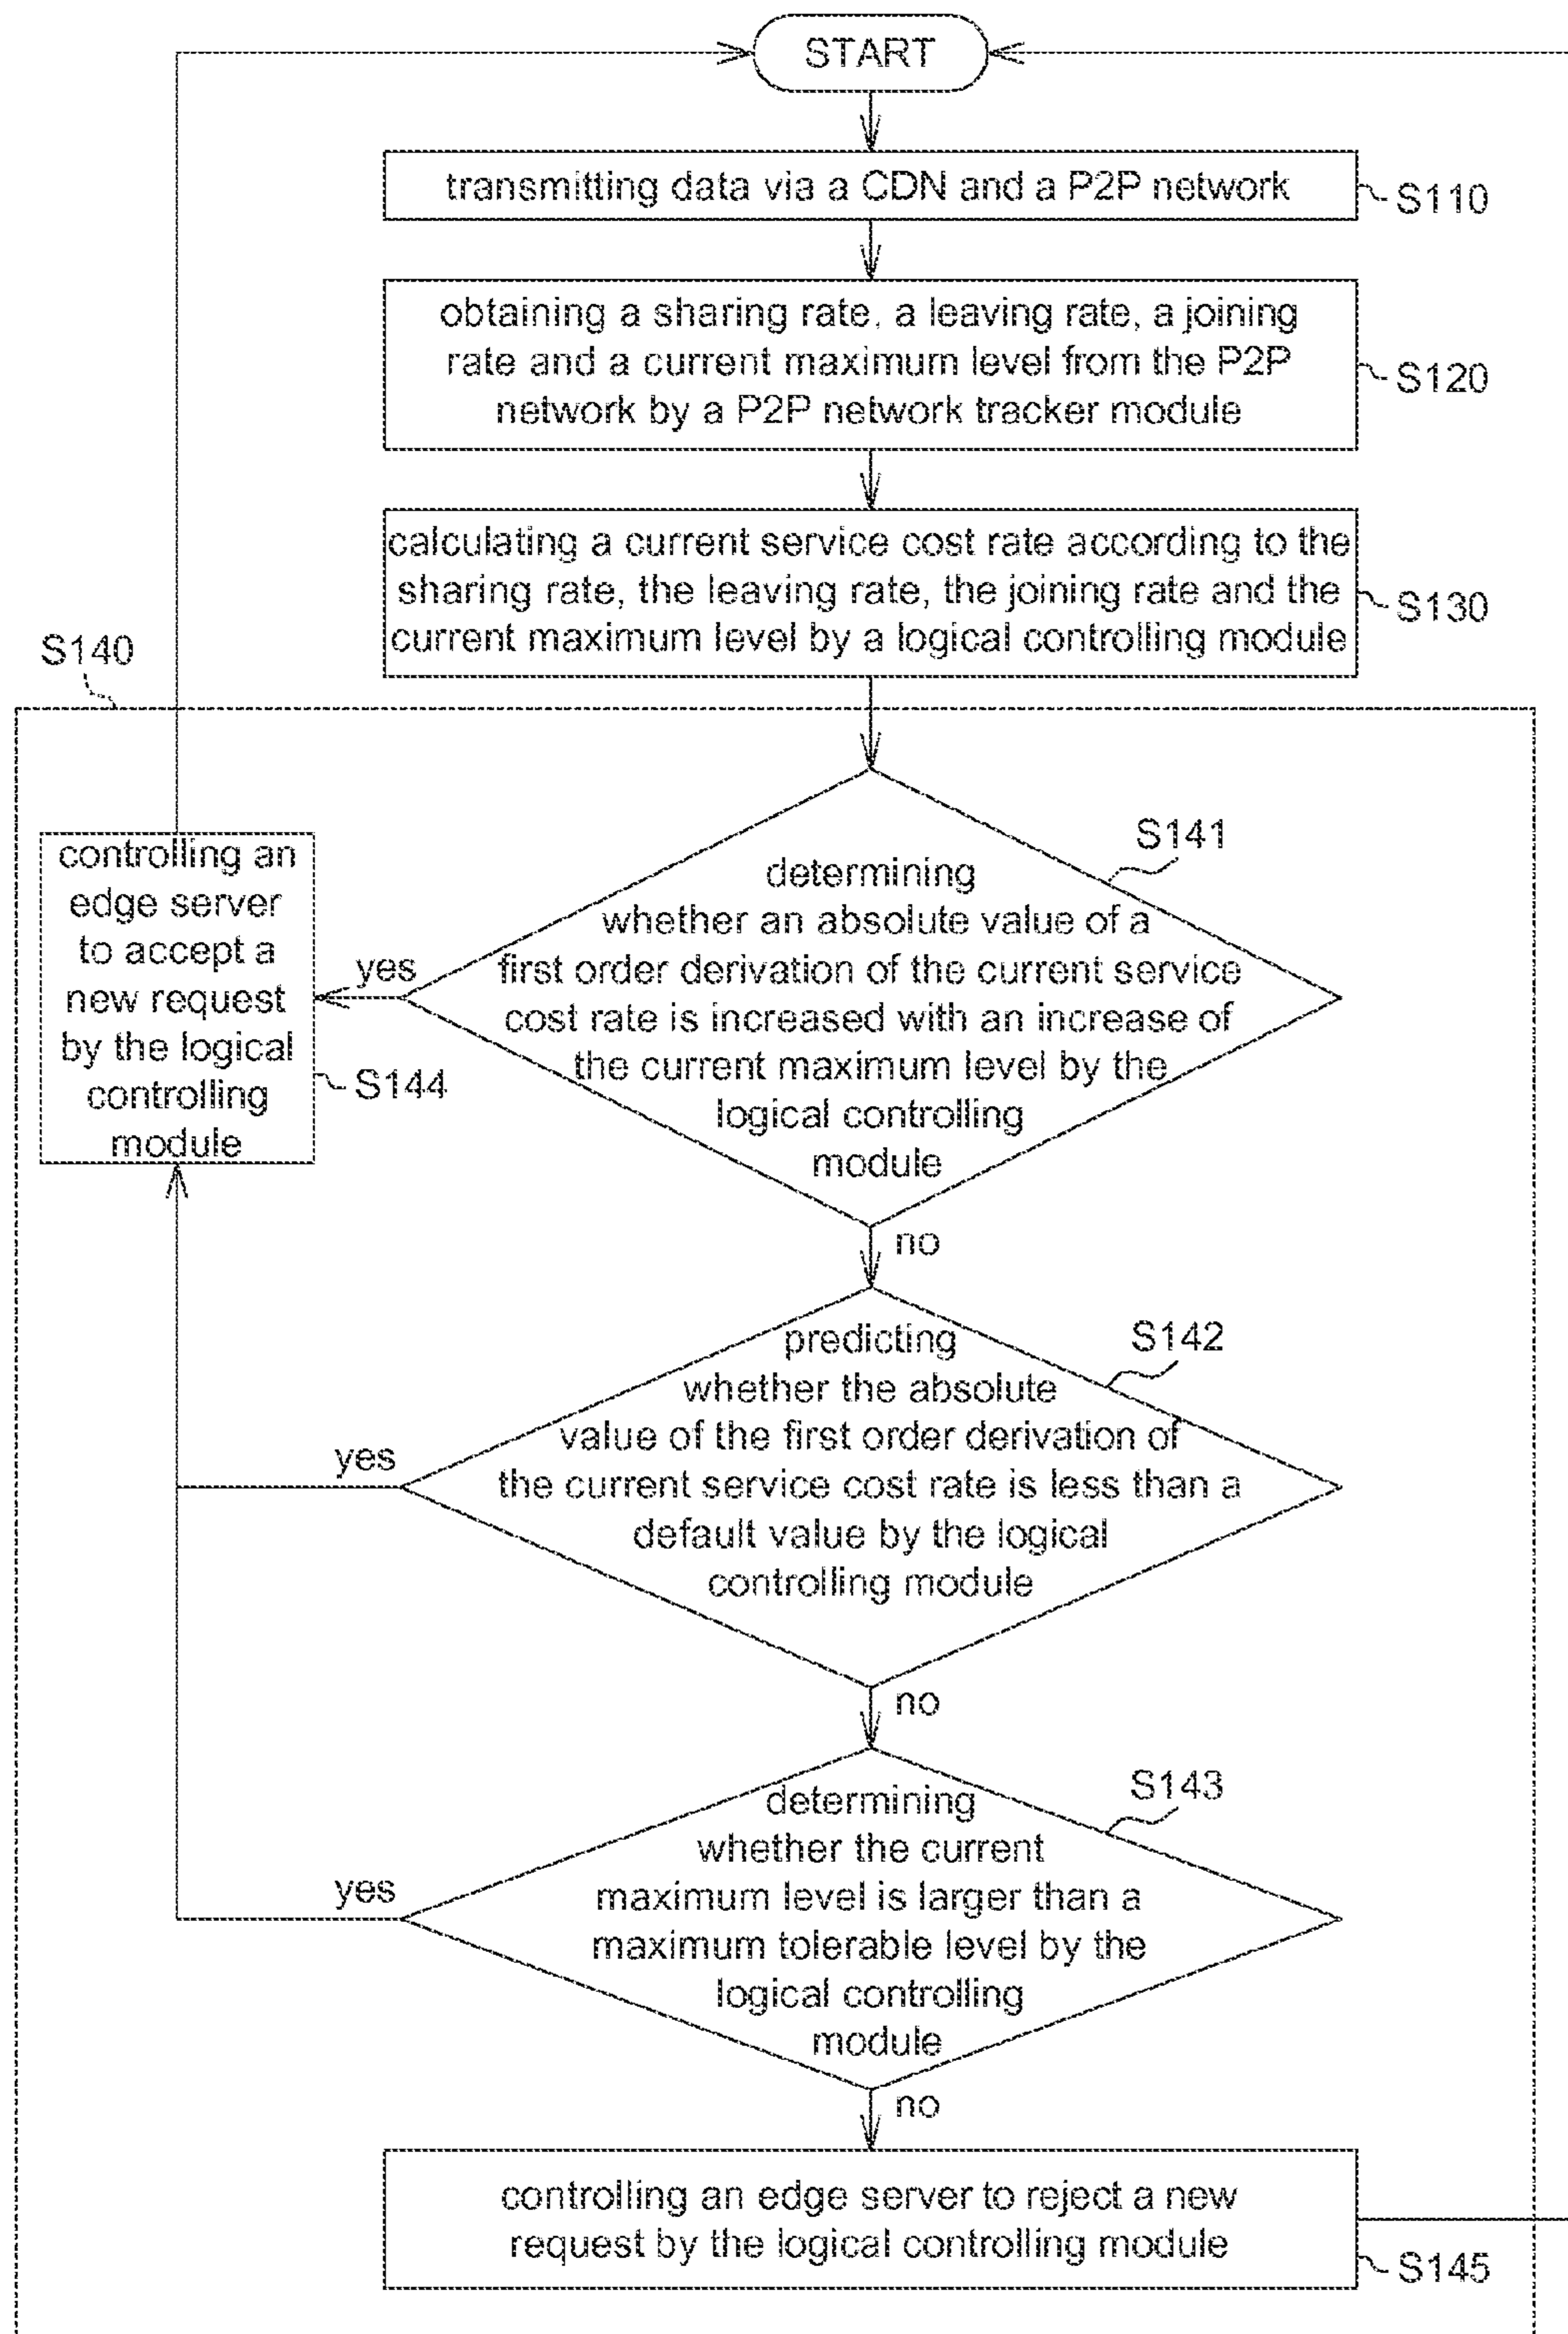 START
transmitting data via a CDN and a P2P network
S110
obtaining a sharing rate, a leaving rate, a joining
rate and a current maximum level from the P2P
network by a P2P network tracker module
S120
calculating a current service cost rate according to the
sharing rate, the leaving rate, the joining rate and the
current maximum level by a logical controlling module
S130
S140
S141
determining
whether an absolute value of a
first order derivation of the current service
cost rate is increased with an increase of
the current maximum level by the
logical controlling
module
yes
controlling an
edge server
to accept a
new request
by the logical
controlling
module
S144
no
S142
predicting
whether the absolute
value of the first order derivation of
the current service cost rate is less than a
default value by the logical
controlling module
yes
no
S143
determining
whether the current
maximum level is larger than a
maximum tolerable level by the
logical controlling
module
yes
no
controlling an edge server to reject a new
request by the logical controlling module
S145